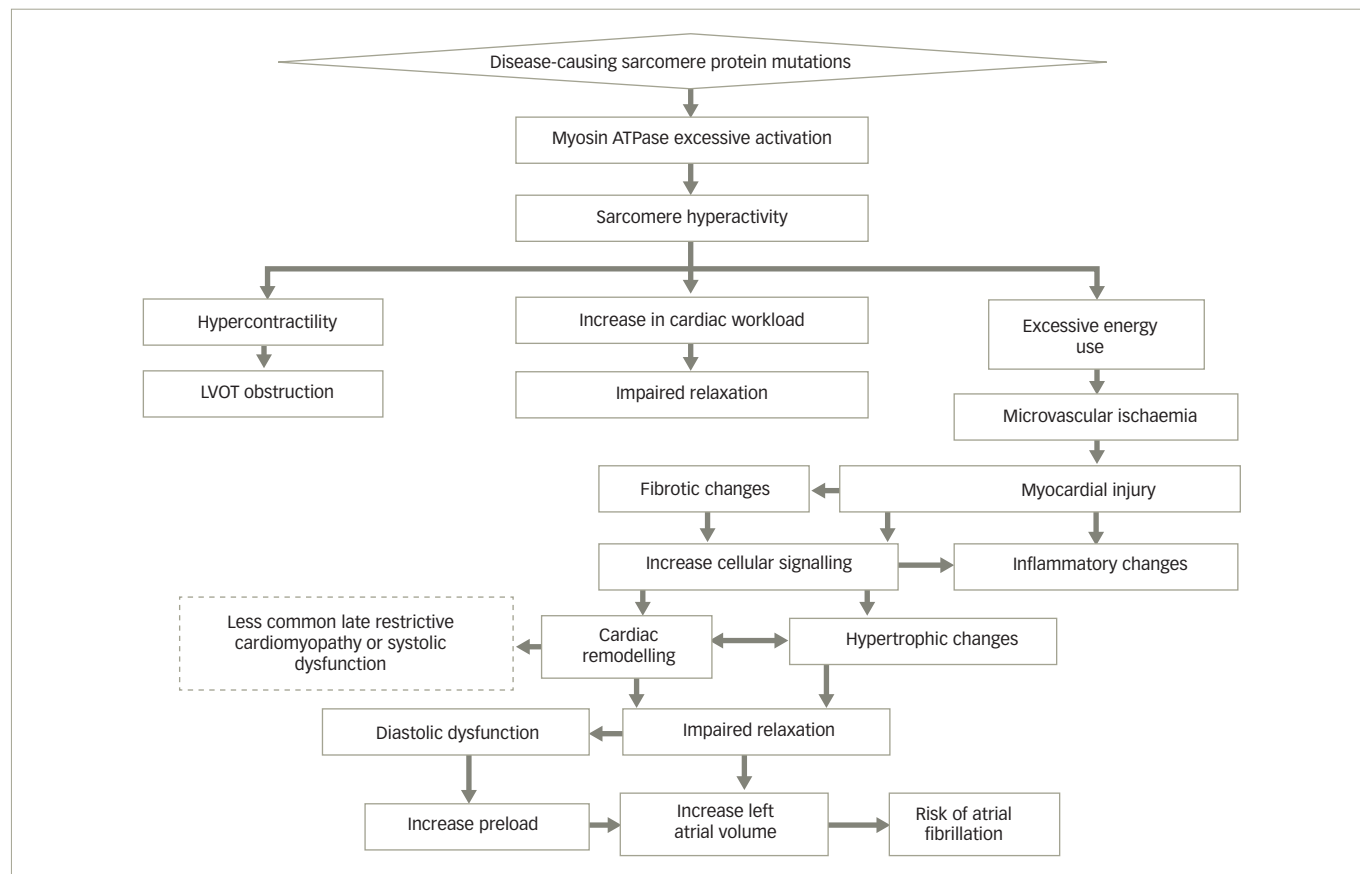 Disease-causing sarcomere protein mutations
Myosin ATPase excessive activation
Sarcomere hyperactivity
Hypercontractility
Increase in cardiac workload
Excessive energy
use
LVOT obstruction
Impaired relaxation
Microvascular ischaemia
Fibrotic changes
Myocardial injury
Increase cellular signalling
Inflammatory changes
Less common late restrictive
cardiomyopathy or systolic
dysfunction
Cardiac
remodelling
Hypertrophic changes
Diastolic dysfunction
Impaired relaxation
Increase preload
Increase left
atrial volume
Risk of atrial
fibrillation